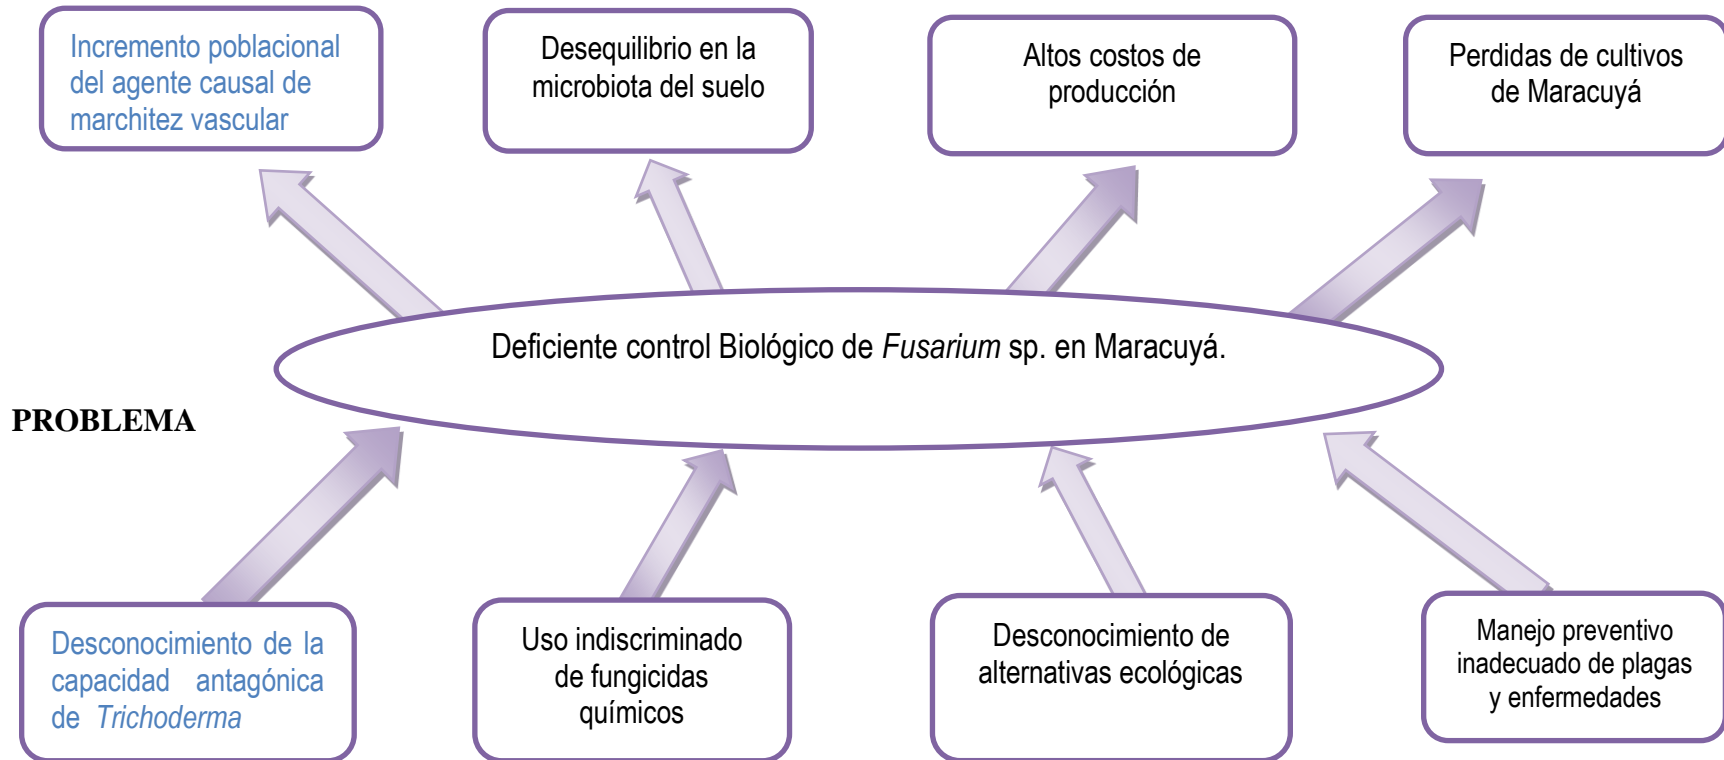 Incremento poblacional
del agente causal de
marchitez vascular
Desequilibrio en la
microbiota del suelo
Altos costos de
producción
Perdidas de cultivos
de Maracuyá
Deficiente control Biológico de Fusarium sp. en Maracuyá.
PROBLEMA
Desconocimiento de la
capacidad antagónica
de Trichoderma
Uso indiscriminado
de fungicidas
químicos
Desconocimiento de
alternativas ecológicas
Manejo preventivo
inadecuado de plagas
y enfermedades